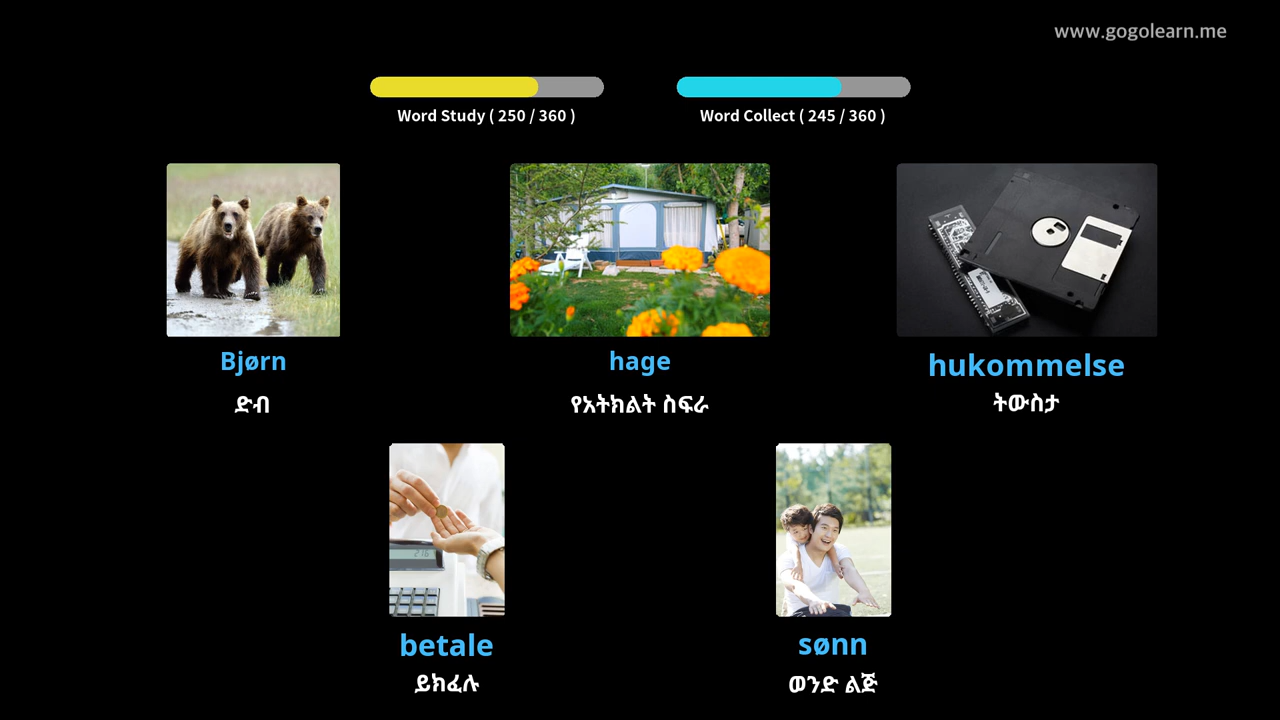 www.gogolearn.me
Word Study ( 250 / 360 )
Word Collect ( 245 / 360 )
Bjørn
hage
hukommelse
ድብ
የአትክልት ስፍራ
ትውስታ
betale
sønn
ይክፈሉ
ወንድ ልጅ